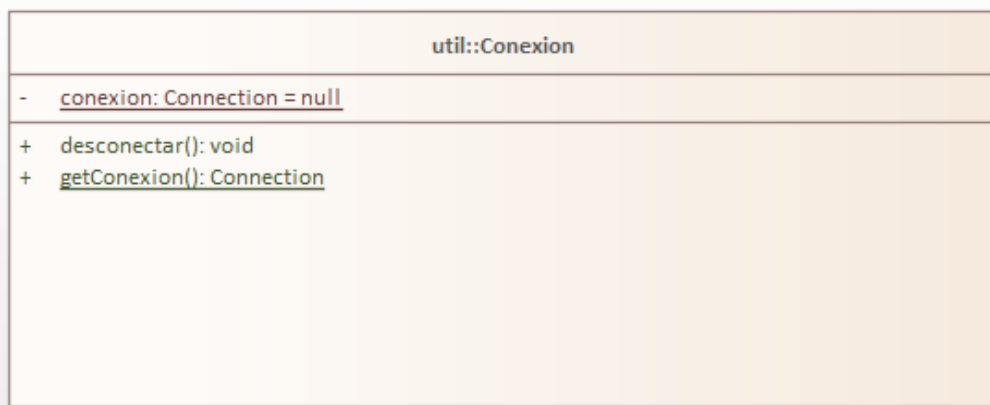 util::Conexion
- conexion: Connection = null
+ desconectar(): void
+ getConexion(): Connection